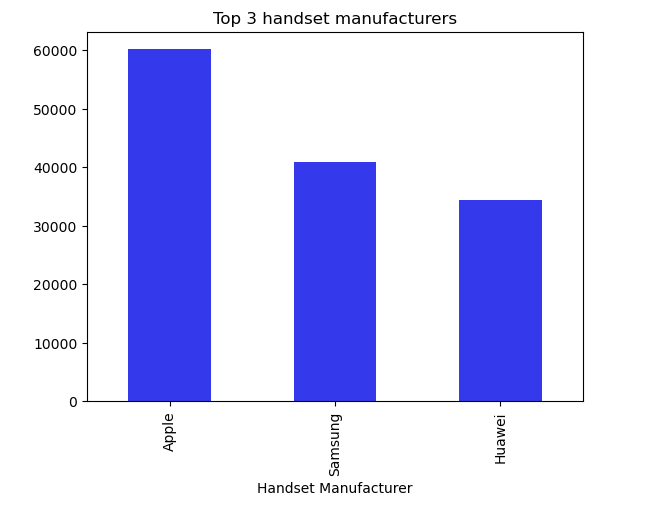 Top 3 handset manufacturers
60000
50000
40000
30000
20000
10000
0
Apple
Samsung
Huawei
Handset Manufacturer